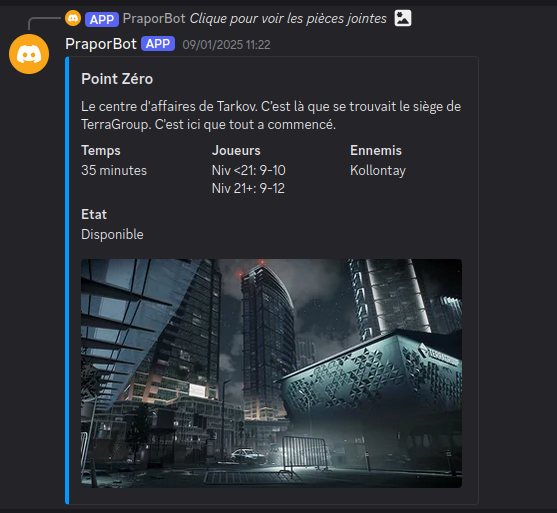 APP PraporBot Clique pour voir les pièces jointes
PraporBot APP 09/01/2025 11:22
Point Zéro
Le centre d'affaires de Tarkov. C'est là que se trouvait le siège de
TerraGroup. C'est ici que tout a commencé.
Temps Joueurs Ennemis
35 minutes Niv <21: 9-10 Kollontay
Niv 21+: 9-12
Etat
Disponible